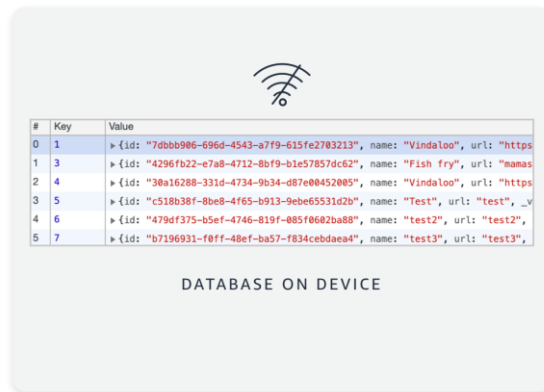 # Key Value
0 1 ▶{id: "7dbbb906-696d-4543-a7f9-615fe2703213", name: "Vindaloo", url: "https
1 3 ▶{id: "4296fb22-e7a8-4712-8bf9-b1e57857dc62", name: "Fish fry", url: "mamas
2 4 ▶{id: "30a16288-331d-4734-9b34-d87e00452005", name: "Vindaloo", url: "https
3 5 ▶{id: "c518b38f-8be8-4f65-b913-9ebe65531d2b", name: "Test", url: "test", _v
4 6 ▶{id: "479df375-b5ef-4746-819f-085f0602ba88", name: "test2", url: "test2",
5 7 ▶{id: "b7196931-f0ff-48ef-ba57-f834cebdaea4", name: "test3", url: "test3",
DATABASE ON DEVICE